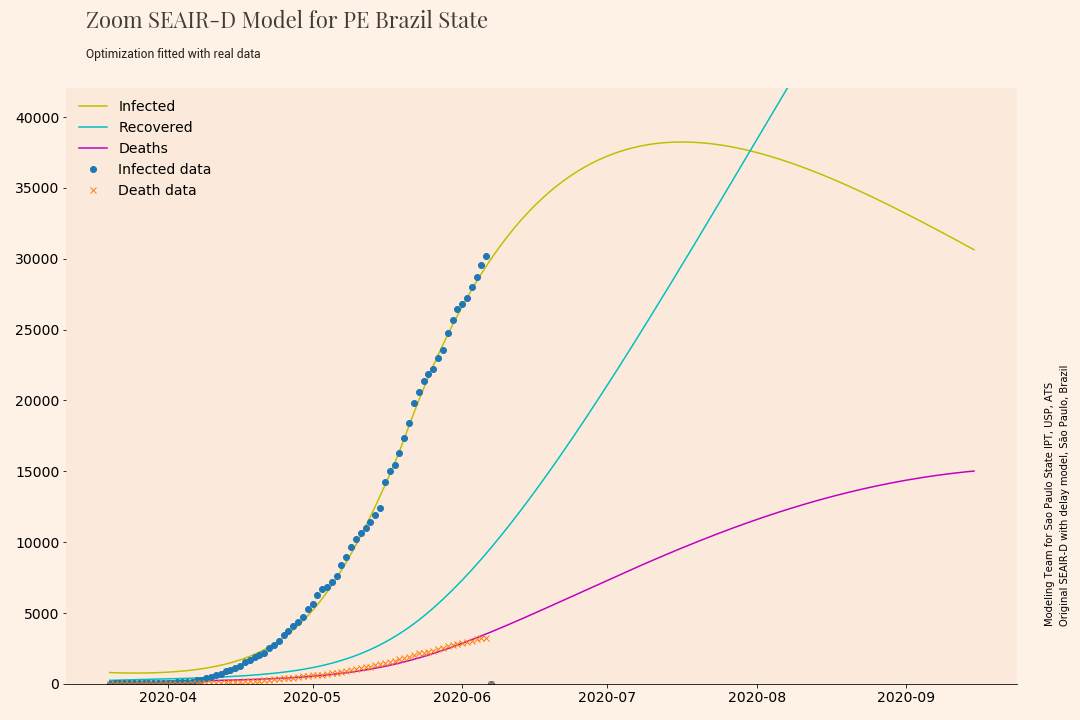 Zoom SEAIR-D Model for PE Brazil State
Optimization fitted with real data
Infected
Recovered
Deaths
Infected data
Death data
40000
35000
30000
25000
20000
15000
10000
5000
0
2020-04
2020-05
2020-06
2020-07
2020-08
2020-09
Modeling Team for Sao Paulo State IPT, USP, ATS
Original SEAIR-D with delay model, São Paulo, Brazil